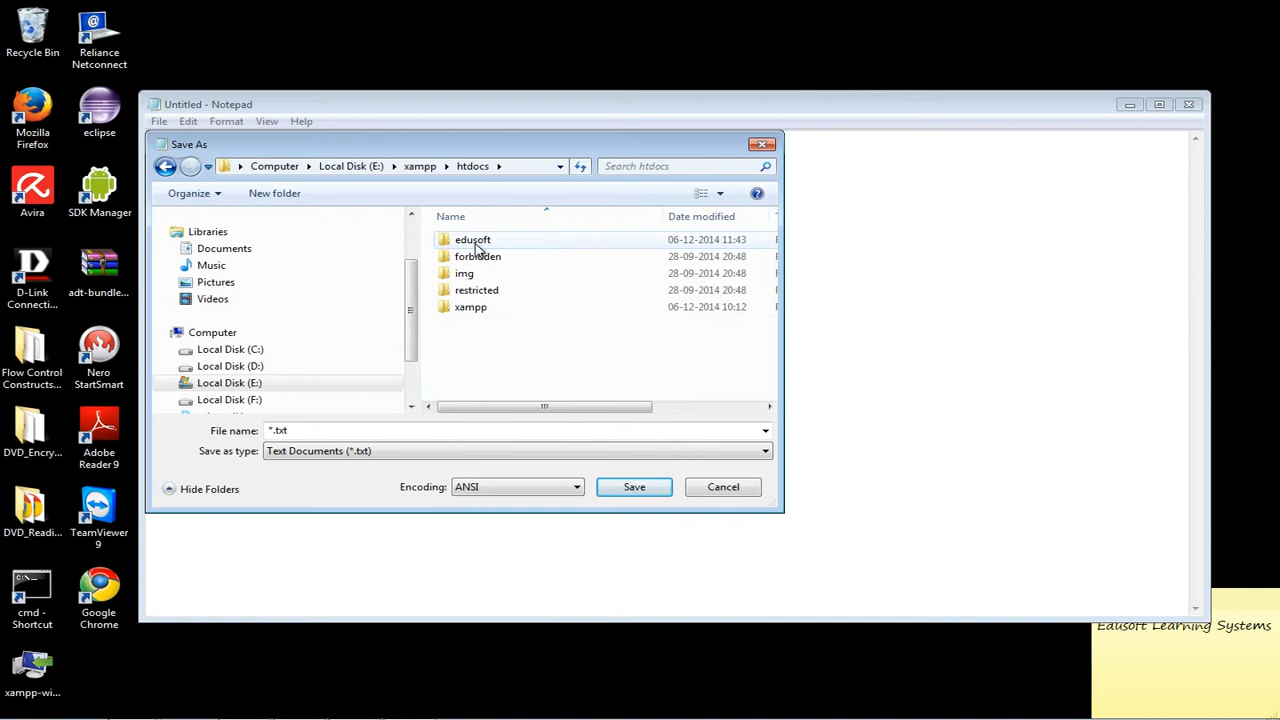 Recycle Bin
Reliance
Netconnect
Mozilla
Firefox
eclipse
Avira
SDK Manager
D-Link
Connecti...
adt-bundle...
Flow Control
Constructs...
Nero
StartSmart
DVD_Encry...
Adobe
Reader 9
DVD_Readi...
TeamViewer
9
cmd -
Shortcut
Google
Chrome
xampp-wi...
Untitled - Notepad
File Edit Format View Help
Save As
Computer Local Disk (E:) xampp htdocs
Search htdocs
Organize New folder
Libraries
Documents
Music
Pictures
Videos
Computer
Local Disk (C:)
Local Disk (D:)
Local Disk (E:)
Local Disk (F:)
Name Date modified
edusoft 06-12-2014 11:43
forbidden 28-09-2014 20:48
img 28-09-2014 20:48
restricted 28-09-2014 20:48
xampp 06-12-2014 10:12
File name: *.txt
Save as type: Text Documents (*.txt)
Hide Folders
Encoding: ANSI
Save
Cancel
Edusoft Learning Systems